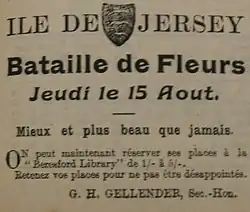 ILE DE JERSEY
Bataille de Fleurs
Jeudi le 15 Aout.
Mieux et plus beau que jamais.
ON peut maintenant réserver ses places à la
"Beresford Library" de 1/- à 5/-.
Retenez vos places pour ne pas être désappointés.
G. H. GELLENDER, Sec.-Hon.